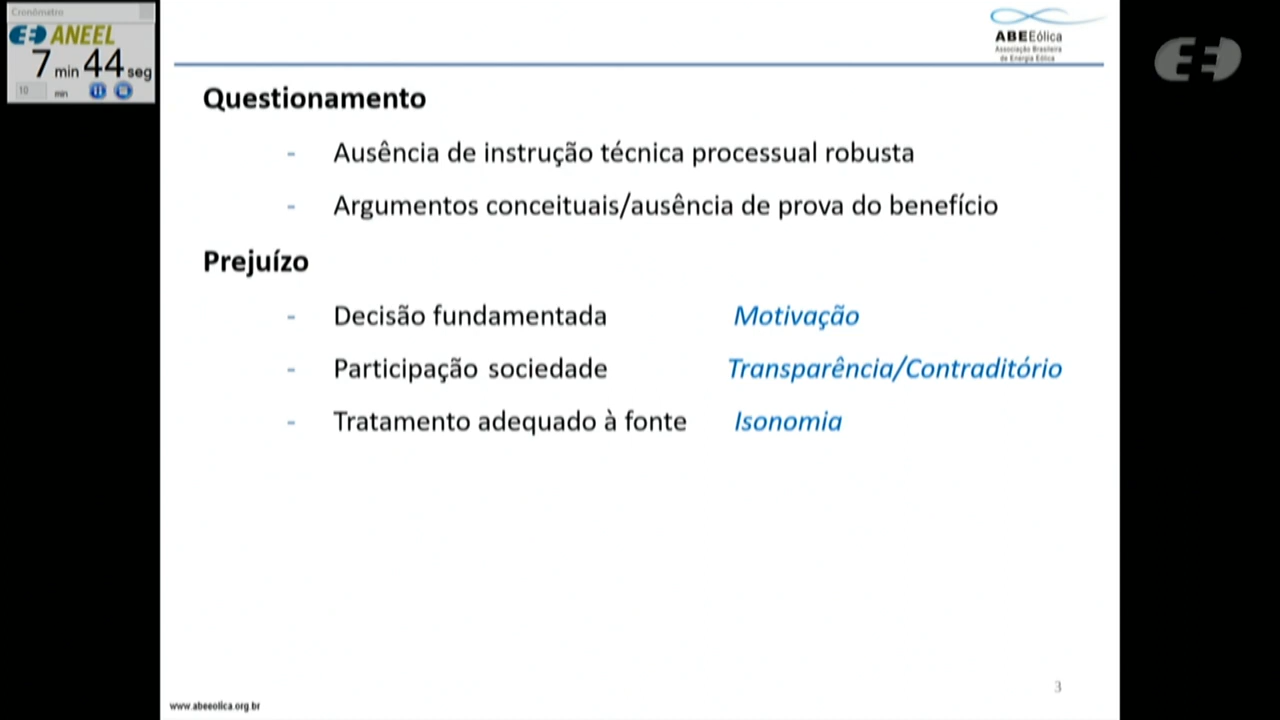 Cronômetro
ANEEL
7 min 44 seg
10 min
ABEEólica
Associação Brasileira
de Energia Eólica
Questionamento
- Ausência de instrução técnica processual robusta
- Argumentos conceituais/ausência de prova do benefício
Prejuízo
- Decisão fundamentada Motivação
- Participação sociedade Transparência/Contraditório
- Tratamento adequado à fonte Isonomia
3
www.abeeolica.org.br